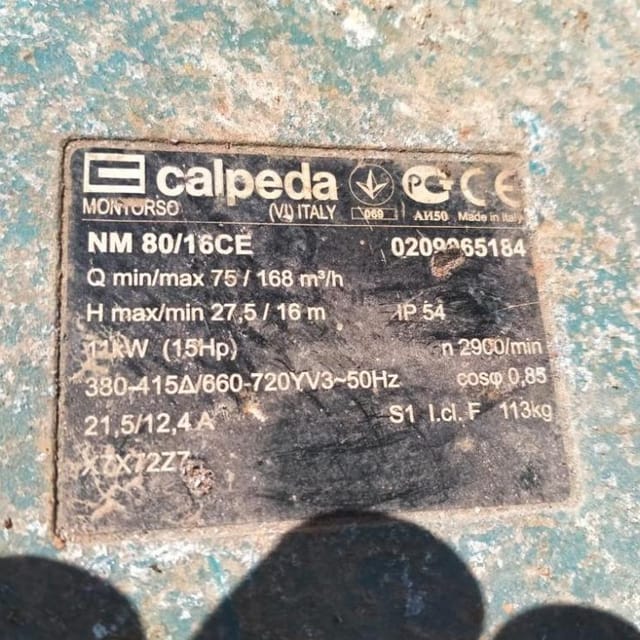 calpeda
MONTORSO (VI) ITALY 069 АИ50 Made in Italy
NM 80/16CE
Q min/max 75 / 168 m³/h
H max/min 27,5 / 16 m IP 54
11kW (15Hp) n 2900/min
380-415Δ/660-720YV3~50Hz cosφ 0,85
21,5/12,4 A S1 I.cl. F 113kg